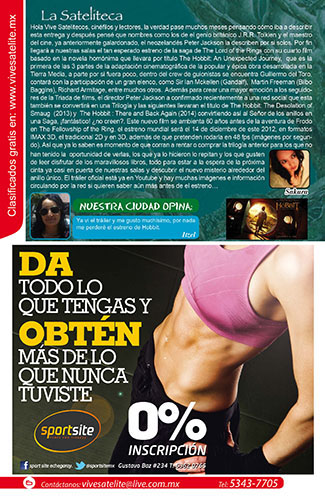 Clasificados gratis en: www.vivesatelite.mx
La Sateliteca
Hola Vive Satelitenos, cinéfilos y lectores, la verdad pase muchos meses pensando cómo iba a describir
esta entrega y después pensé que nombres como los de el genio británico J.R.R. Tolkien y el maestro
del cine, ya anteriormente galardonado, el neozelandés Peter Jackson la describen por si solos. Por fin
llegará a nuestras salas el tan esperado estreno de la saga de The Lord of the Rings con su cuarto film
basado en la novela homónima que llevara por titulo The Hobbit: An Unexpected Journey, que es la
primera de las 3 partes de la adaptación cinematográfica de la popular y épica obra desarrollada en la
Tierra Media, a parte por si fuera poco, dentro del crew de guionistas se encuentra Guillermo del Toro,
contará con la participación de un gran elenco, como Sir Ian Mckellen (Gandalf), Martin Freeman (Bilbo
Baggins), Richard Armitage, entre muchos otros. Además para crear una mayor emoción a los seguido-
res de la Tríada de films, el director Peter Jackson a confirmado recientemente a una red social que esta
también se convertirá en una Trilogía y las siguientes llevaran el titulo de The Hobbit: The Desolation of
Smaug (2013) y The Hobbit: There and Back Again (2014) convirtiendo así al Señor de los anillos en
una Saga, ¡fantástico! ¿no creen?. Este nuevo film se ambienta 60 años antes de la aventura de Frodo
en The Fellowship of the Ring, el estreno mundial será el 14 de diciembre de este 2012, en formatos
IMAX 3D, el tradicional 2D y en 3D, además de que pretenden rodarla en 48 fps (imágenes por segun-
do). Así que ya lo saben es momento de que corran a rentar o comprar la trilogía anterior para los que no
han tenido la oportunidad de verlas, los que ya lo hicieron lo repitan y los que gusten
de leer disfrutar de los maravillosos libros, todo para estar a la espera de la próxima
cinta ya casi en puerta de nuestras salas y descubrir el nuevo misterio alrededor del
anillo único. El tráiler oficial está ya en Youtube y hay muchas imágenes e información
circulando por la red si quieren saber aún más antes de el estreno…
Sakura
NUESTRA CIUDAD OPINA:
Ya vi el tráiler y me gusto muchísimo, por nada
me perderé el estreno de Hobbit.
Itzel
HOBBIT
DA
TODO LO
QUE TENGAS Y
OBTÉN
MÁS DE LO
QUE NUNCA
TUVISTE
sportsite
0%
INSCRIPCIÓN
sport site echegaray
@sportsitemx
Gustavo Baz #234
Contáctanos: vivesatelite@live.com.mx
Tel: 5343-7705